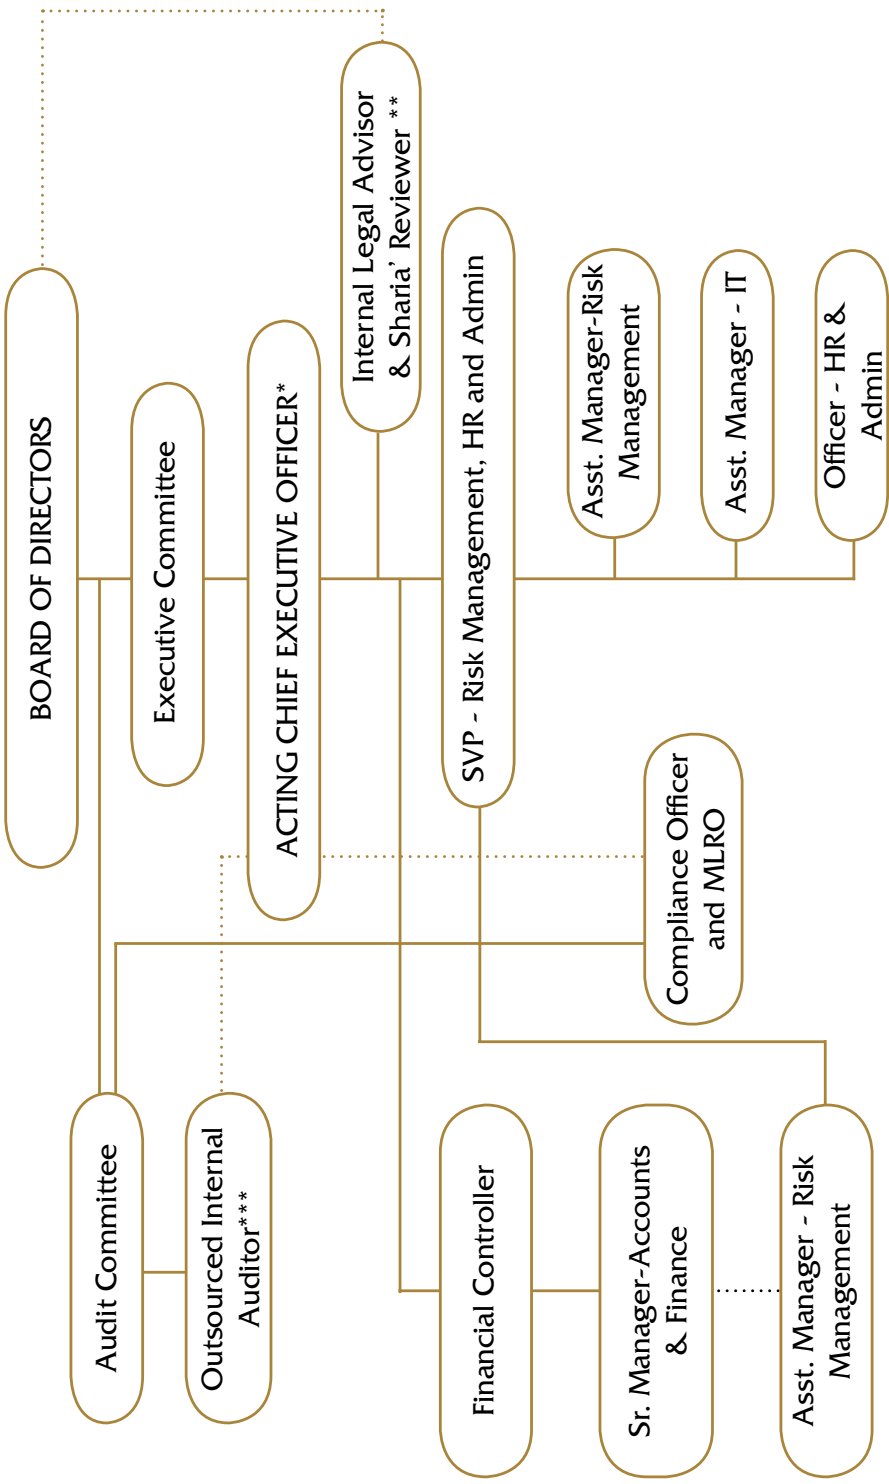 BOARD OF DIRECTORS
Audit Committee
Executive Committee
Outsourced Internal
Auditor***
ACTING CHIEF EXECUTIVE OFFICER*
Internal Legal Advisor
& Sharia’ Reviewer **
Financial Controller
SVP - Risk Management, HR and Admin
Sr. Manager-Accounts
& Finance
Compliance Officer
and MLRO
Asst. Manager-Risk
Management
Asst. Manager - IT
Asst. Manager - Risk
Management
Officer - HR &
Admin